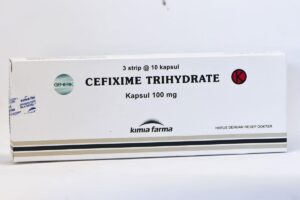 3 strip @ 10 kapsul
GENERIK
CEFIXIME TRIHYDRATE
K
Kapsul 100 mg
kimia farma
HARUS DENGAN RESEP DOKTER